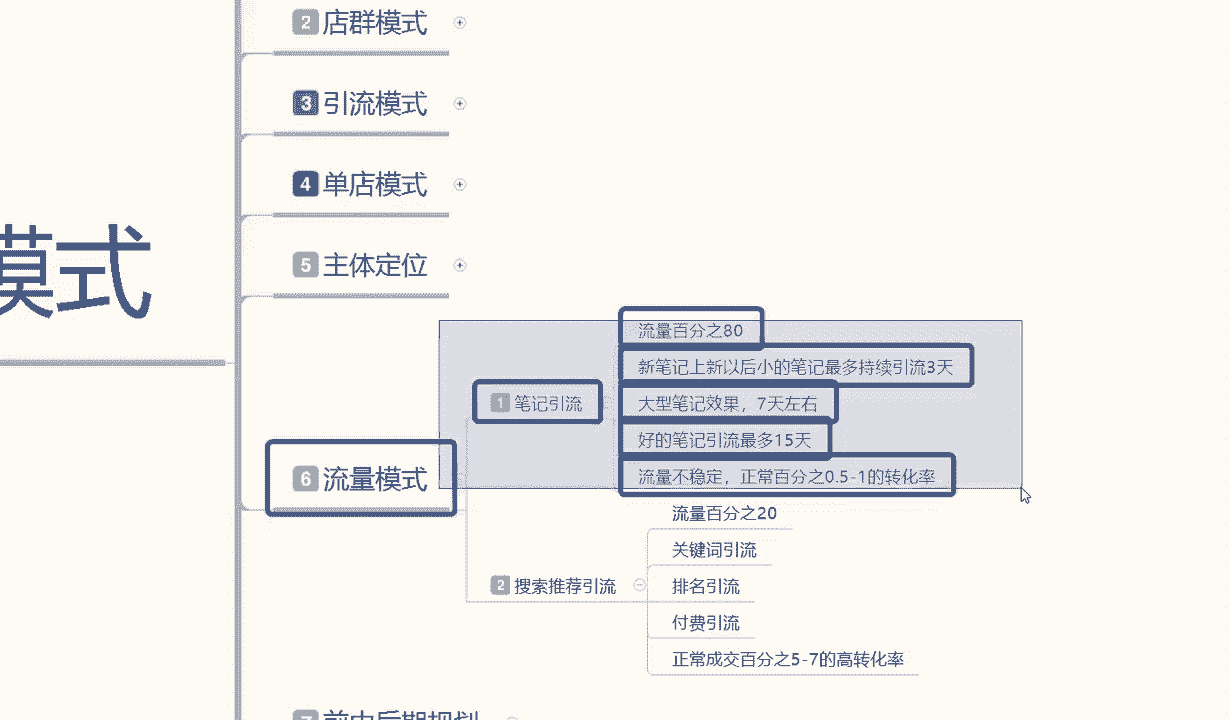 2 店群模式
3 引流模式
4 单店模式
模式
5 主体定位
6 流量模式
1 笔记引流
流量百分之80
新笔记上新以后小的笔记最多持续引流3天
大型笔记效果，7天左右
好的笔记引流最多15天
流量不稳定，正常百分之0.5-1的转化率
2 搜索推荐引流
流量百分之20
关键词引流
排名引流
付费引流
正常成交百分之5-7的高转化率
7 前中后期规划